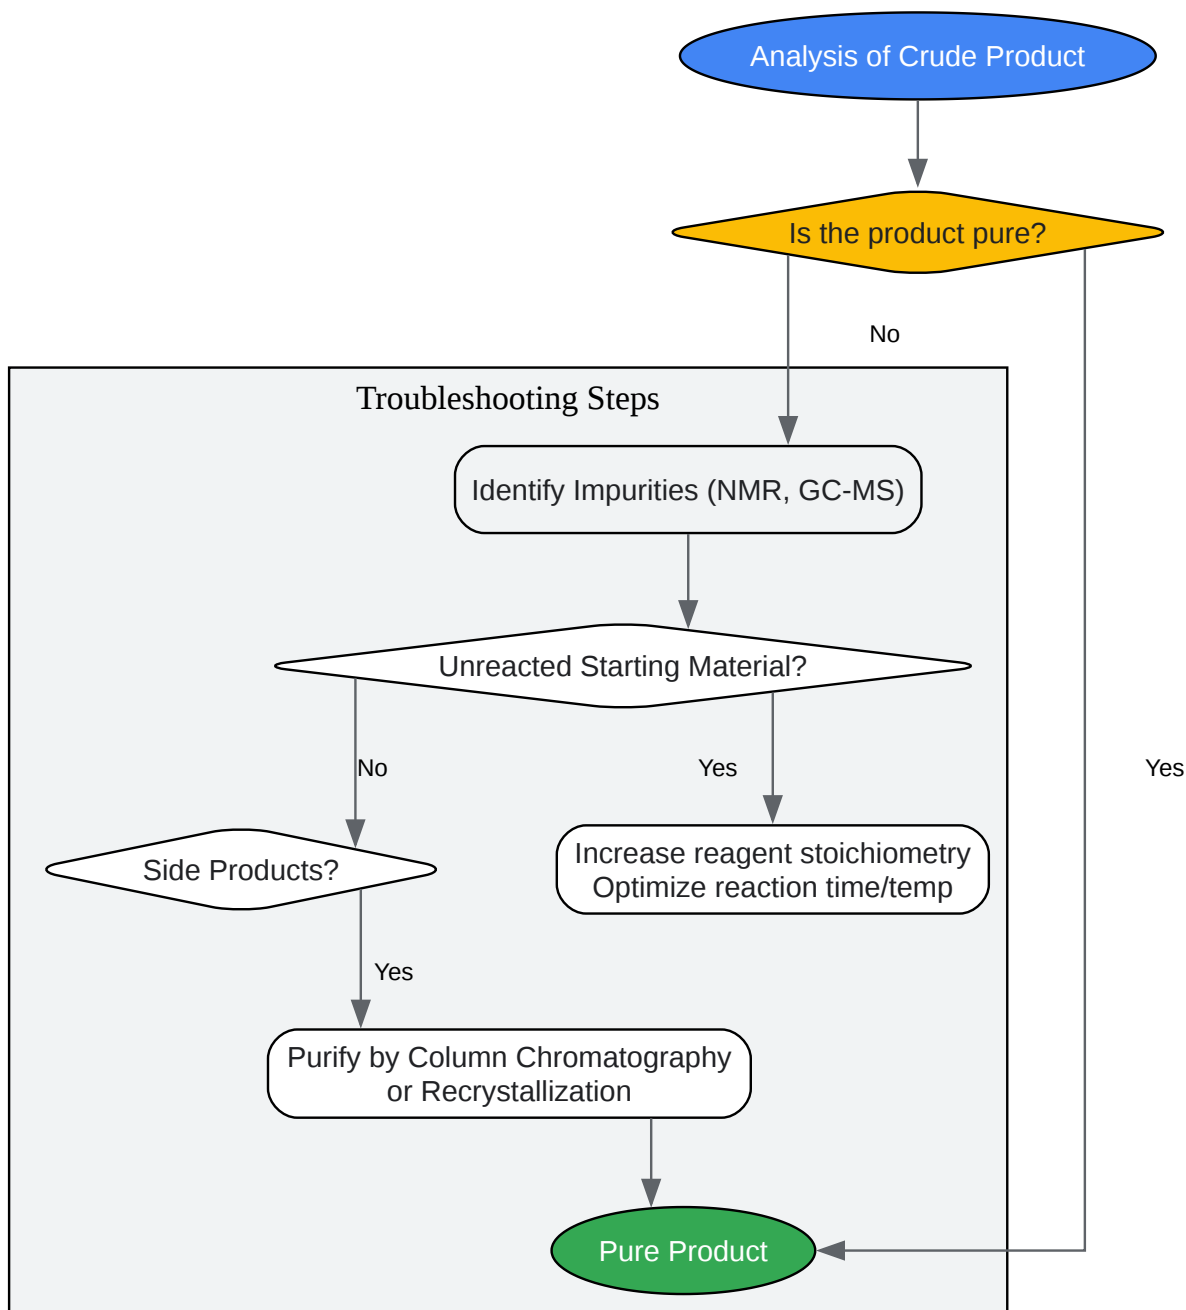 Analysis of Crude Product
Is the product pure?
No
Troubleshooting Steps
Identify Impurities (NMR, GC-MS)
Unreacted Starting Material?
No
Yes
Yes
Side Products?
Increase reagent stoichiometry
Optimize reaction time/temp
Yes
Purify by Column Chromatography
or Recrystallization
Pure Product